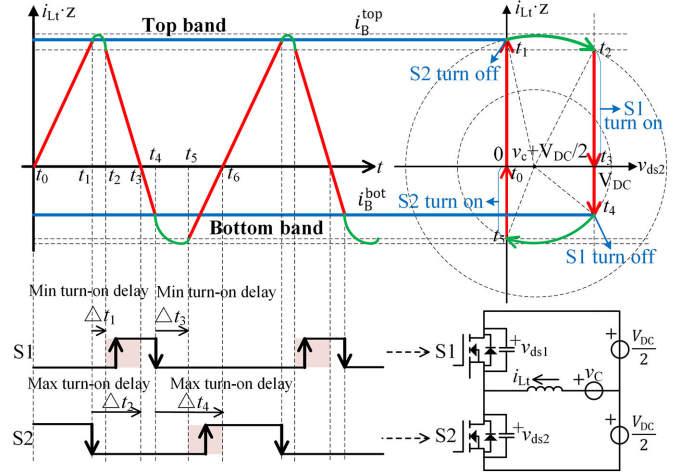 i_Lt·z
Top band
i_B^top
i_Lt·z
t_1
t_2
S2 turn off
S1
turn on
t_4
t_5
0
v_c+V_DC/2
t_3
t_0
t_1
t_2
t_3
t_6
t
t_0
V_DC
v_ds2
i_B^bot
S2 turn on
t_4
Bottom band
t_5
S1 turn off
Min turn-on delay
Min turn-on delay
△t_1
△t_3
S1
S1
+
v_ds1
V_DC/2
i_Lt
v_C
Max turn-on delay
Max turn-on delay
△t_2
△t_4
S2
S2
+
v_ds2
V_DC/2